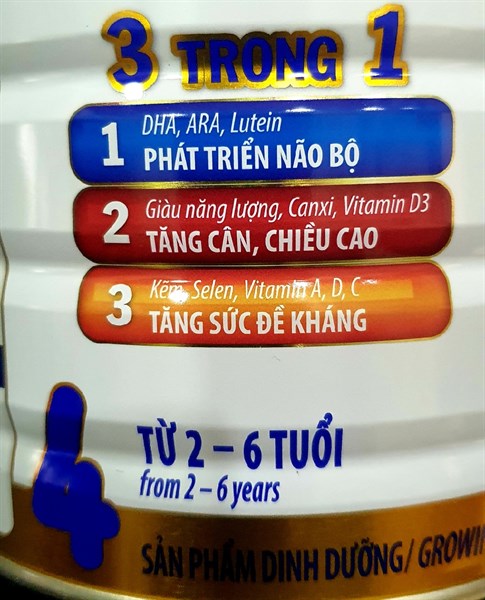 3 TRONG 1
1
DHA, ARA, Lutein
PHÁT TRIỂN NÃO BỘ
2
Giàu năng lượng, Canxi, Vitamin D3
TĂNG CÂN, CHIỀU CAO
3
Kẽm, Selen, Vitamin A, D, C
TĂNG SỨC ĐỀ KHÁNG
4
TỪ 2 – 6 TUỔI
from 2 – 6 years
SẢN PHẨM DINH DƯỠNG/